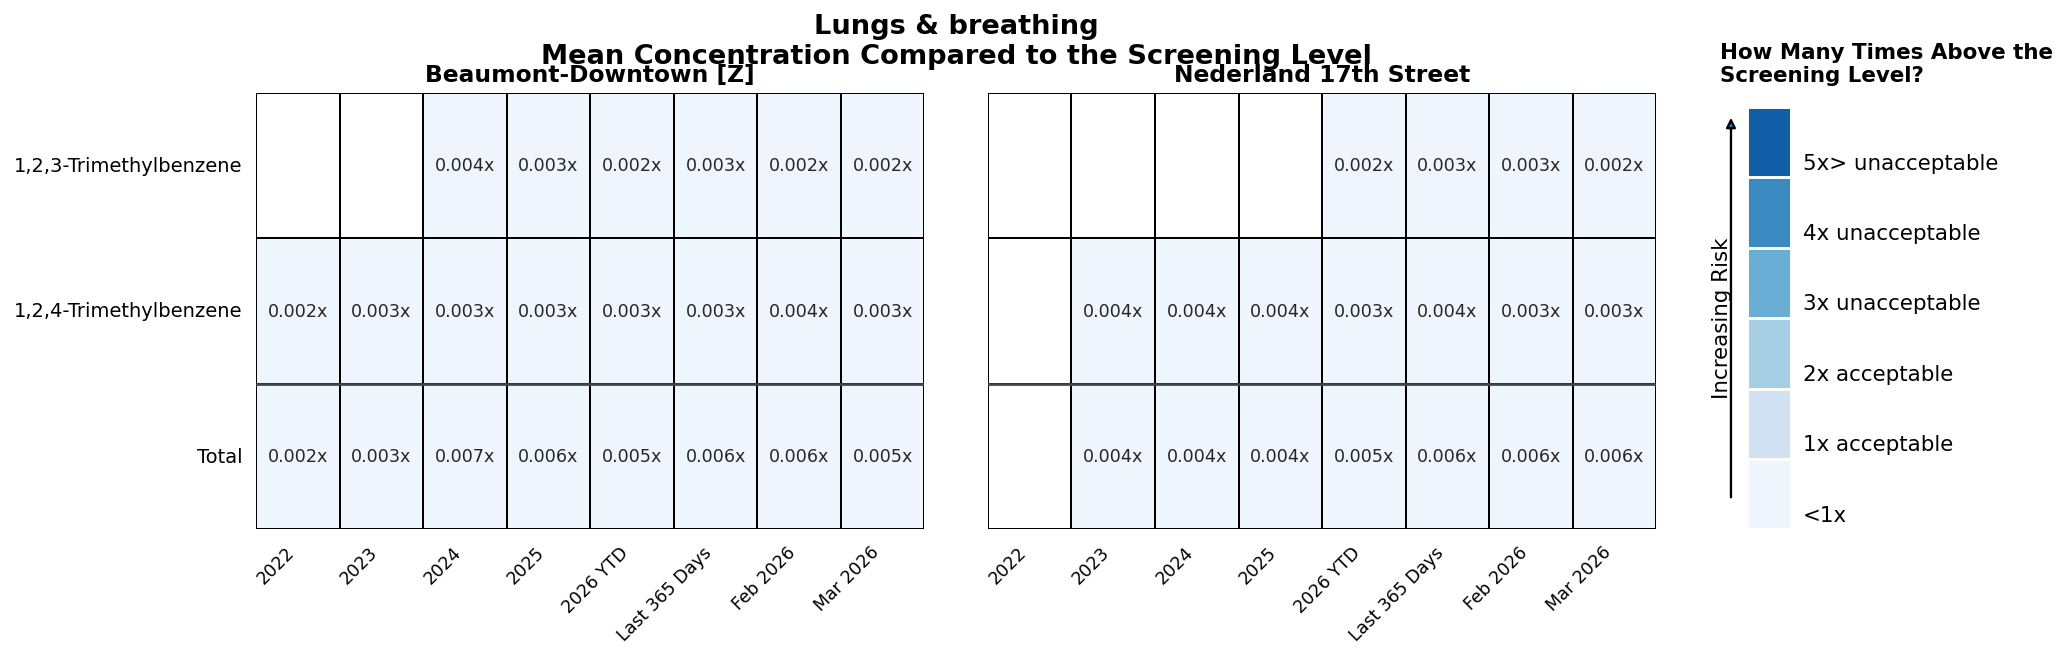 Lungs & breathing
Mean Concentration Compared to the Screening Level
Beaumont-Downtown [Z]
Nederland 17th Street
How Many Times Above the
Screening Level?
1,2,3-Trimethylbenzene
0.004x 0.003x 0.002x 0.003x 0.002x 0.002x
0.002x 0.003x 0.003x 0.002x
1,2,4-Trimethylbenzene
0.002x 0.003x 0.003x 0.003x 0.003x 0.003x 0.004x 0.003x
0.004x 0.004x 0.004x 0.003x 0.004x 0.003x 0.003x
Total
0.002x 0.003x 0.007x 0.006x 0.005x 0.006x 0.006x 0.005x
0.004x 0.004x 0.004x 0.005x 0.006x 0.006x 0.006x
2022 2023 2024 2025 2026 YTD Last 365 Days Feb 2026 Mar 2026
2022 2023 2024 2025 2026 YTD Last 365 Days Feb 2026 Mar 2026
Increasing Risk
5x> unacceptable
4x unacceptable
3x unacceptable
2x acceptable
1x acceptable
<1x